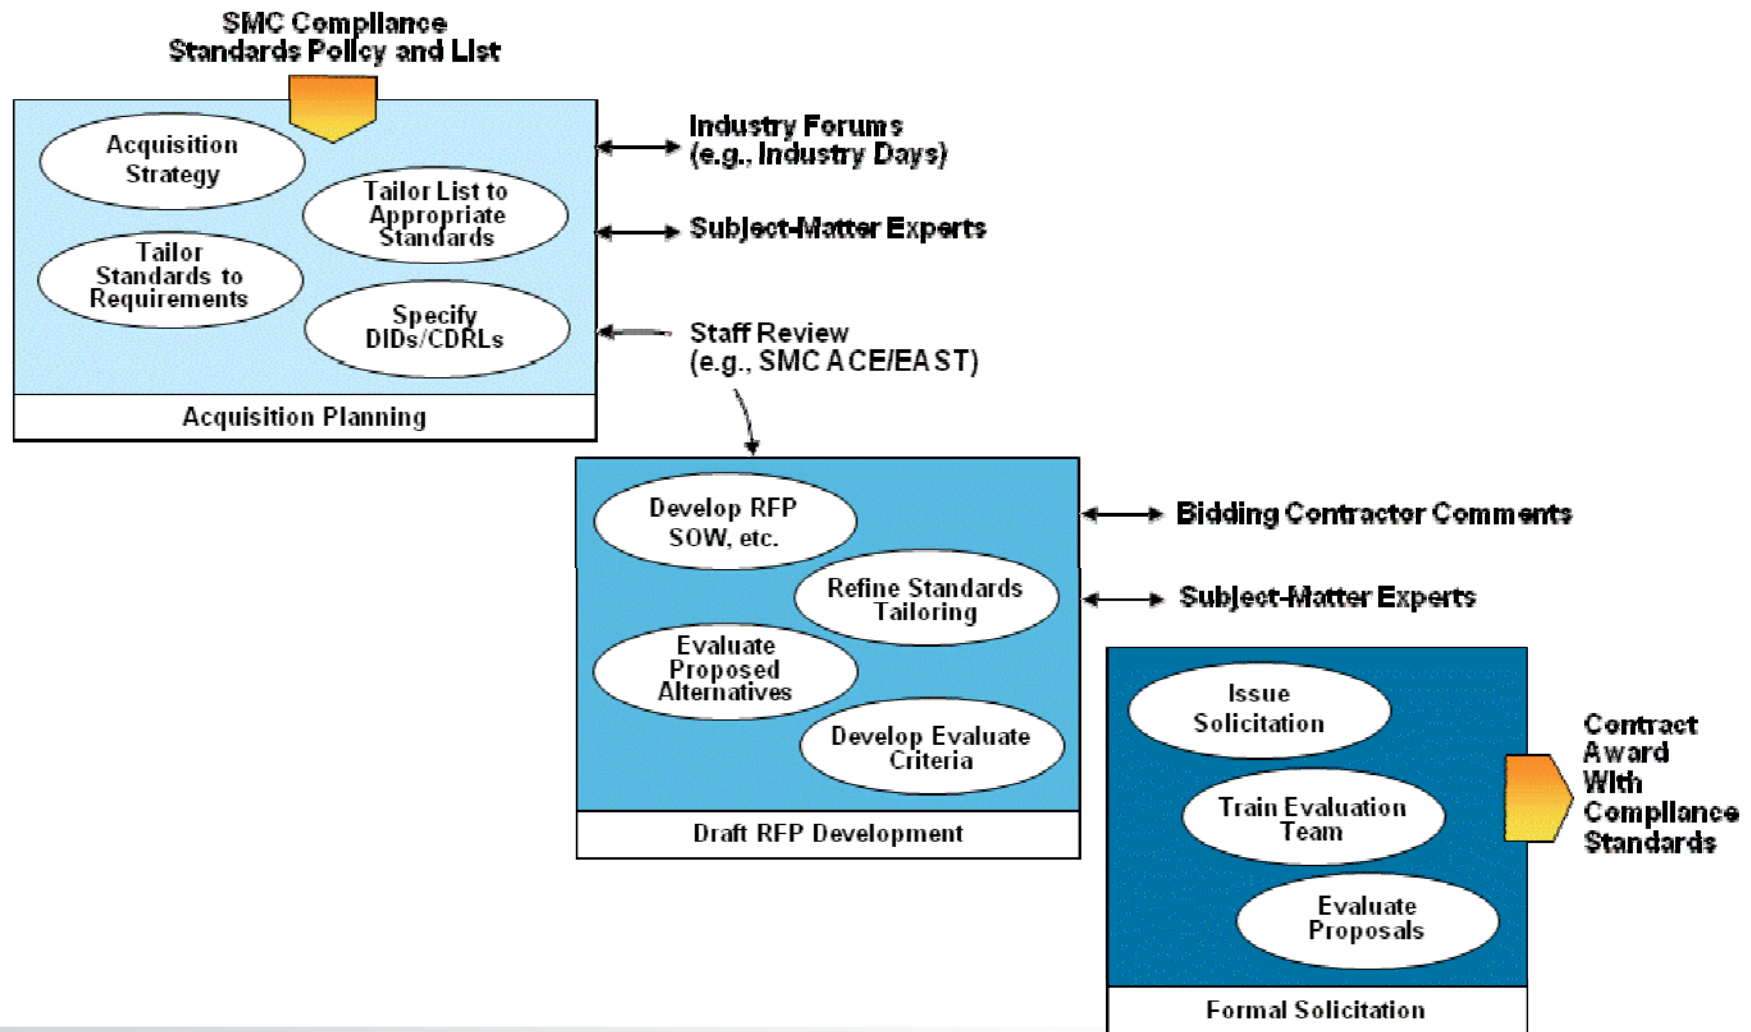 SMC Compliance
Standards Policy and List
Acquisition
Strategy
Tailor List to
Appropriate
Standards
Tailor
Standards to
Requirements
Specify
DIDs/CDRLs
Acquisition Planning
Industry Forums
(e.g., Industry Days)
Subject-Matter Experts
Staff Review
(e.g., SMC ACE/EAST)
Develop RFP
SOW, etc.
Refine Standards
Tailoring
Evaluate
Proposed
Alternatives
Develop Evaluate
Criteria
Draft RFP Development
Bidding Contractor Comments
Subject-Matter Experts
Issue
Solicitation
Train Evaluation
Team
Evaluate
Proposals
Formal Solicitation
Contract
Award
With
Compliance
Standards